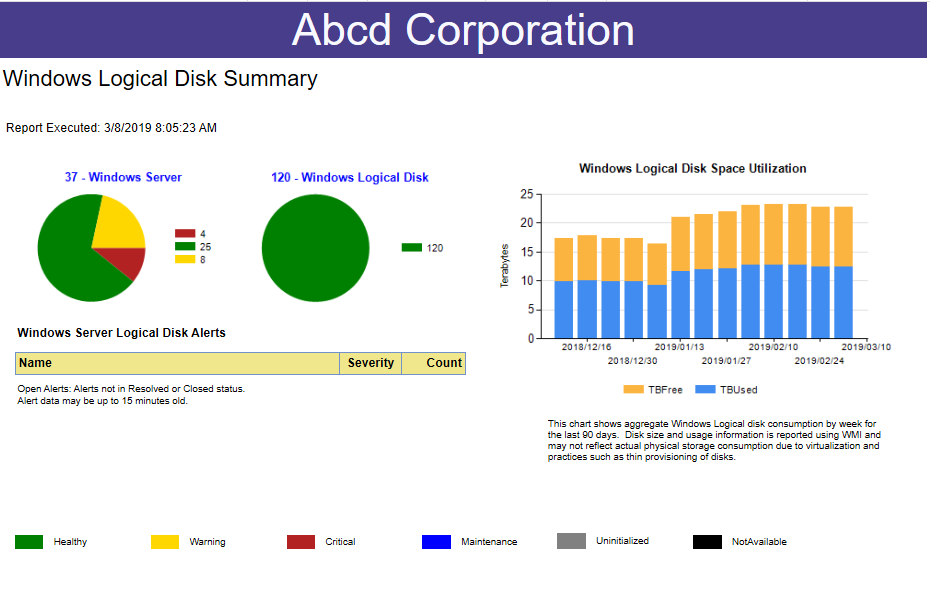 Abcd Corporation
Windows Logical Disk Summary
Report Executed: 3/8/2019 8:05:23 AM
37 - Windows Server
4
25
8
120 - Windows Logical Disk
120
Windows Logical Disk Space Utilization
Terabytes
25
20
15
10
5
0
2018/12/16 2019/01/13 2019/02/10 2019/03/10
2018/12/30 2019/01/27 2019/02/24
TBFree TBUsed
This chart shows aggregate Windows Logical disk consumption by week for
the last 90 days. Disk size and usage information is reported using WMI and
may not reflect actual physical storage consumption due to virtualization and
practices such as thin provisioning of disks.
Windows Server Logical Disk Alerts
Name Severity Count
Open Alerts: Alerts not in Resolved or Closed status.
Alert data may be up to 15 minutes old.
Healthy Warning Critical Maintenance Uninitialized NotAvailable